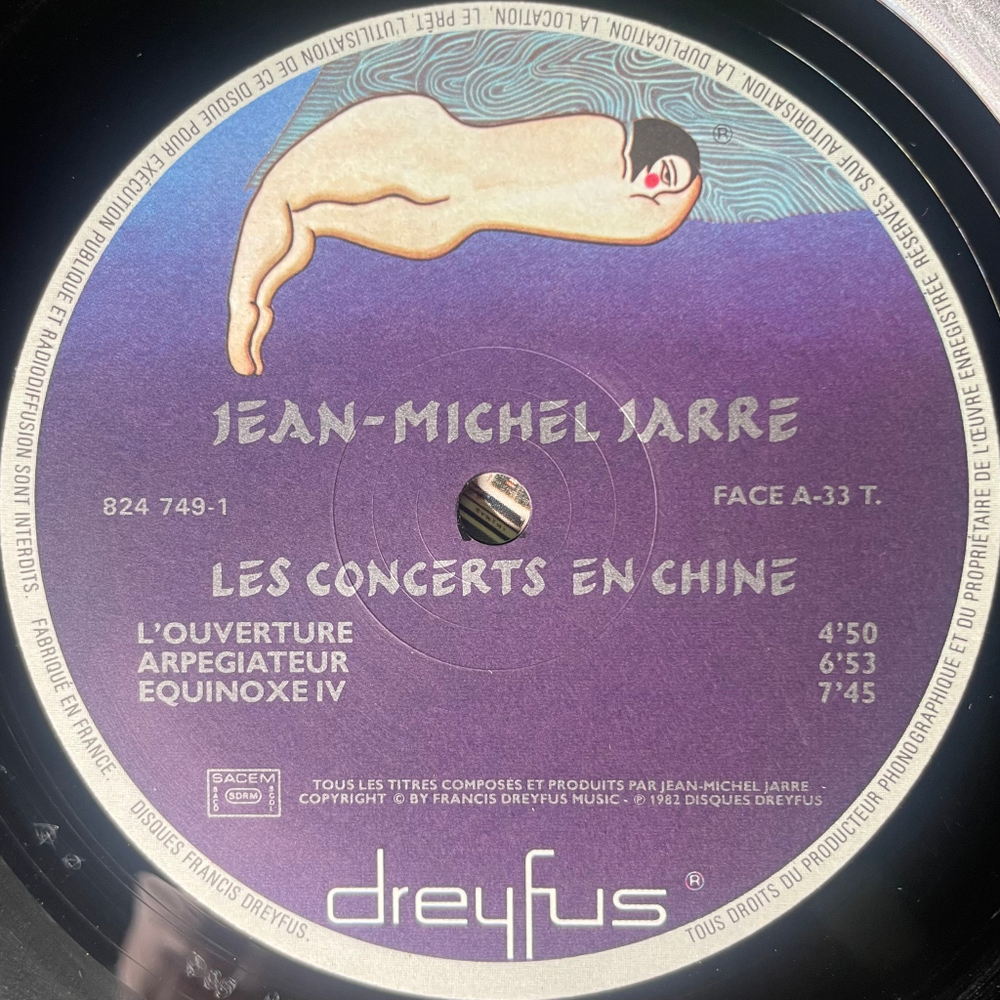 JEAN-MICHEL JARRE
824 749-1
FACE A-33 T.
LES CONCERTS EN CHINE
L'OUVERTURE 4'50
ARPEGIATEUR 6'53
EQUINOXE IV 7'45
SACEM
SACD
SDRM
SGDL
TOUS LES TITRES COMPOSÉS ET PRODUITS PAR JEAN-MICHEL JARRE
COPYRIGHT © BY FRANCIS DREYFUS MUSIC - ℗ 1982 DISQUES DREYFUS
dreyfus ®
®
TOUS DROITS DU PRODUCTEUR PHONOGRAPHIQUE ET DU PROPRIÉTAIRE DE L'ŒUVRE ENREGISTRÉE RÉSERVÉS, SAUF AUTORISATION, LA DUPLICATION, LA LOCATION, LE PRÊT, L'UTILISATION DE CE DISQUE POUR EXÉCUTION PUBLIQUE ET RADIODIFFUSION SONT INTERDITS. FABRIQUÉ EN FRANCE. DISQUES FRANCIS DREYFUS.